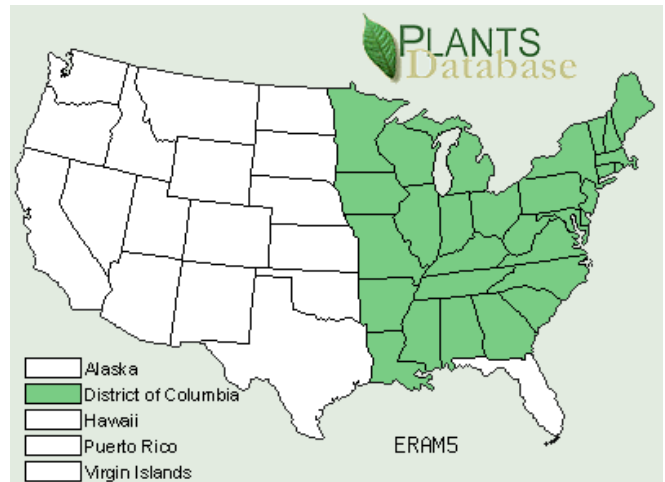 PLANTS
Database
Alaska
District of Columbia
Hawaii
Puerto Rico
Virgin Islands
ERAM5